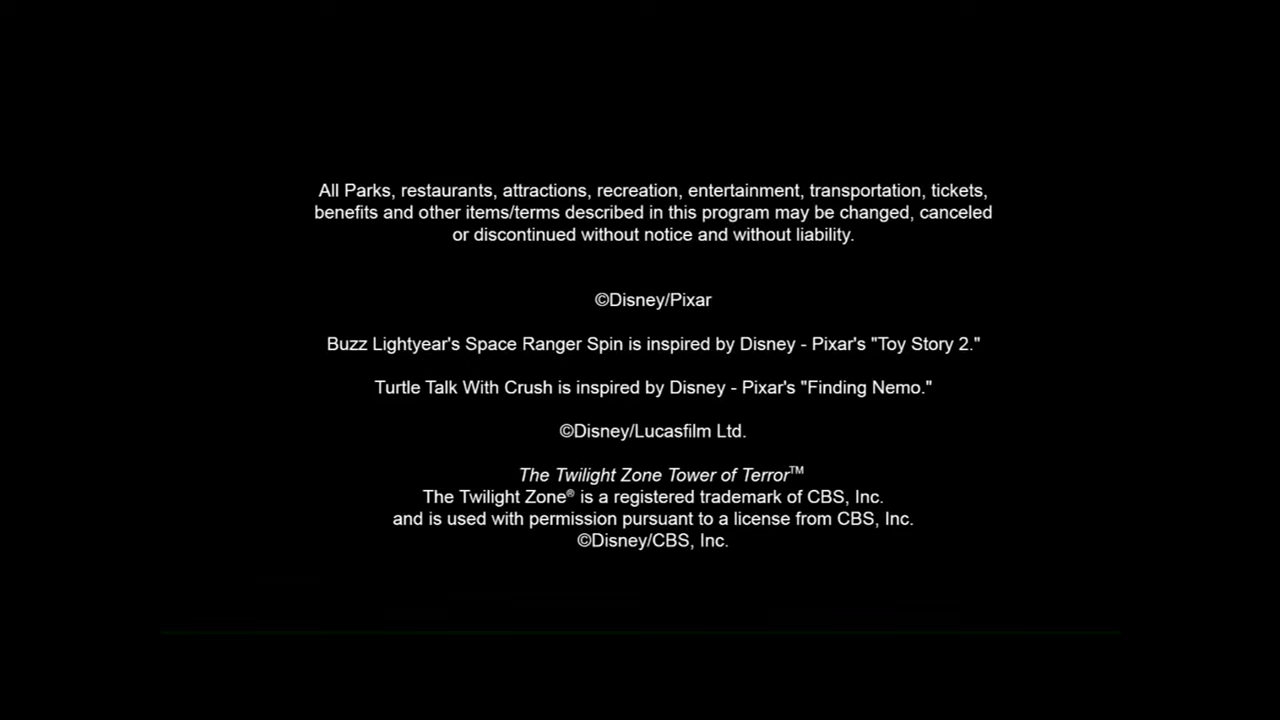 All Parks, restaurants, attractions, recreation, entertainment, transportation, tickets,
benefits and other items/terms described in this program may be changed, canceled
or discontinued without notice and without liability.
©Disney/Pixar
Buzz Lightyear's Space Ranger Spin is inspired by Disney - Pixar's "Toy Story 2."
Turtle Talk With Crush is inspired by Disney - Pixar's "Finding Nemo."
©Disney/Lucasfilm Ltd.
The Twilight Zone Tower of Terror™
The Twilight Zone® is a registered trademark of CBS, Inc.
and is used with permission pursuant to a license from CBS, Inc.
©Disney/CBS, Inc.